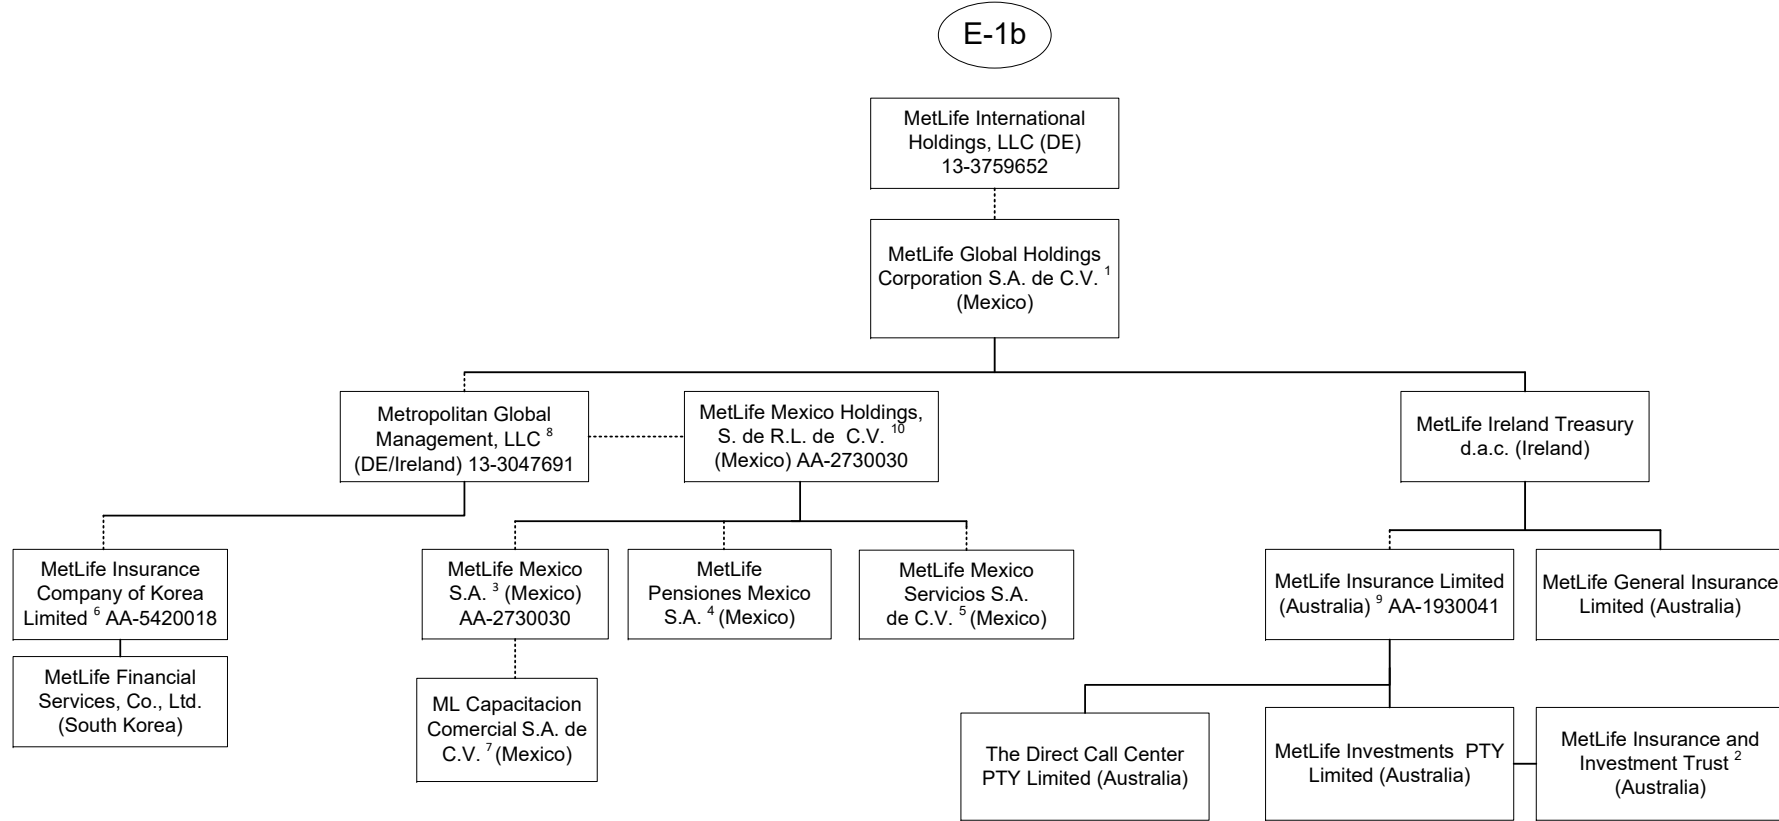 E-1b
MetLife International
Holdings, LLC (DE)
13-3759652
MetLife Global Holdings
Corporation S.A. de C.V. 1
(Mexico)
Metropolitan Global
Management, LLC 8
(DE/Ireland) 13-3047691
MetLife Mexico Holdings,
S. de R.L. de C.V. 10
(Mexico) AA-2730030
MetLife Ireland Treasury
d.a.c. (Ireland)
MetLife Insurance
Company of Korea
Limited 6 AA-5420018
MetLife Mexico
S.A. 3 (Mexico)
AA-2730030
MetLife
Pensiones Mexico
S.A. 4 (Mexico)
MetLife Mexico
Servicios S.A.
de C.V. 5 (Mexico)
MetLife Insurance Limited
(Australia) 9 AA-1930041
MetLife General Insurance
Limited (Australia)
MetLife Financial
Services, Co., Ltd.
(South Korea)
ML Capacitacion
Comercial S.A. de
C.V. 7 (Mexico)
The Direct Call Center
PTY Limited (Australia)
MetLife Investments PTY
Limited (Australia)
MetLife Insurance and
Investment Trust 2
(Australia)